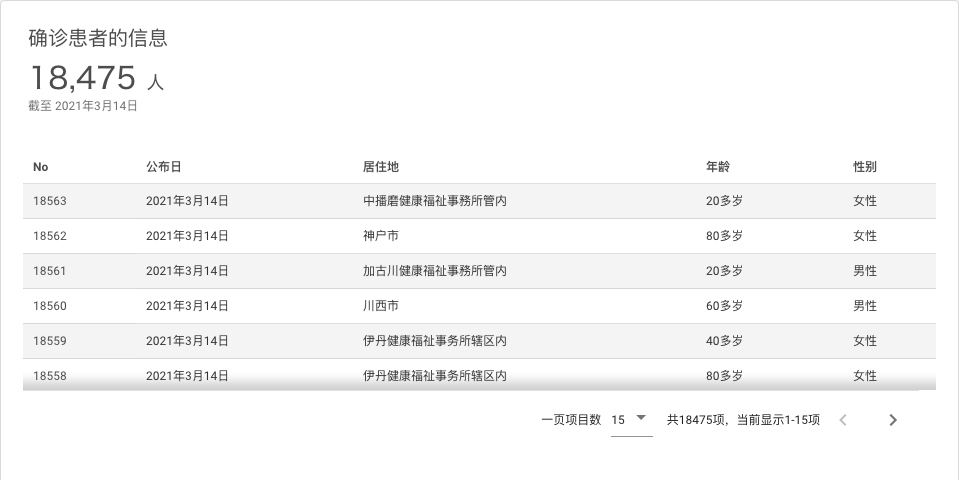 确诊患者的信息
18,475 人
截至 2021年3月14日
No 公布日 居住地 年龄 性别
18563 2021年3月14日 中播磨健康福祉事務所管内 20多岁 女性
18562 2021年3月14日 神户市 80多岁 女性
18561 2021年3月14日 加古川健康福祉事務所管内 20多岁 男性
18560 2021年3月14日 川西市 60多岁 男性
18559 2021年3月14日 伊丹健康福祉事务所辖区内 40多岁 女性
18558 2021年3月14日 伊丹健康福祉事务所辖区内 80多岁 女性
一页项目数 15 共18475项，当前显示1-15项